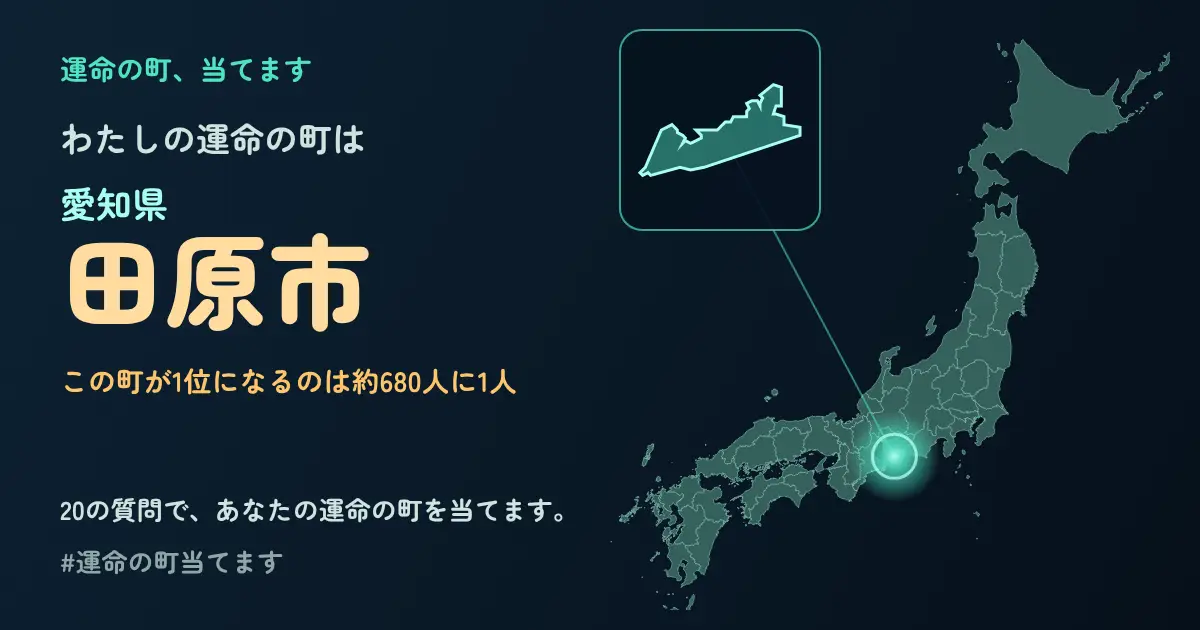 運命の町、当てます
わたしの運命の町は
愛知県
田原市
この町が1位になるのは約680人に1人
20の質問で、あなたの運命の町を当てます。
#運命の町当てます